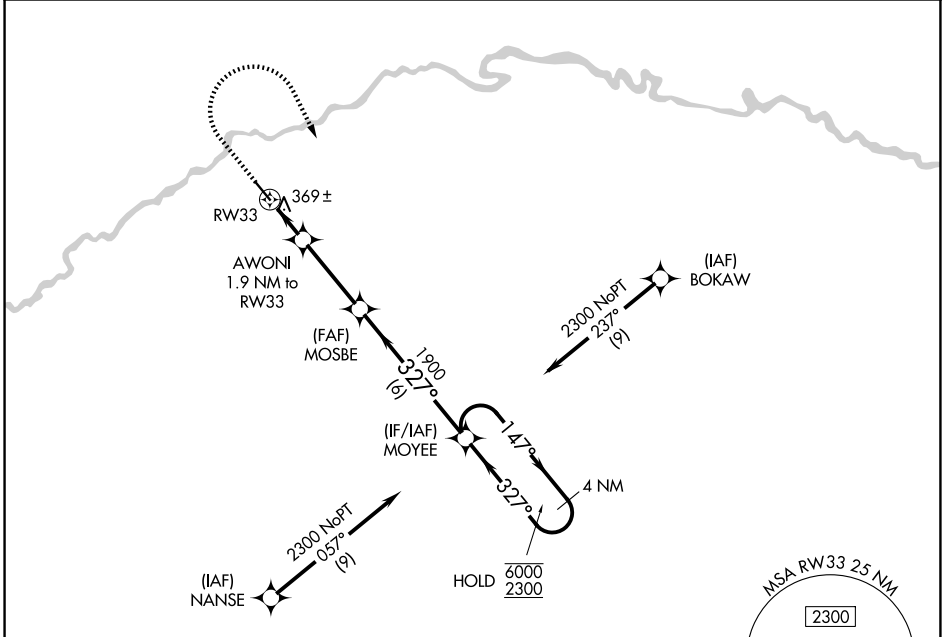 369±
RW33
AWONI
1.9 NM to
RW33
(IAF)
BOKAW
2300 NoPT
237°
(9)
(FAF)
MOSBE
1900
327°
(6)
(IF/IAF)
MOYEE
147°
327°
4 NM
2300 NoPT
057°
(9)
(IAF)
NANSE
HOLD
6000
2300
MSA RW33 25 NM
2300